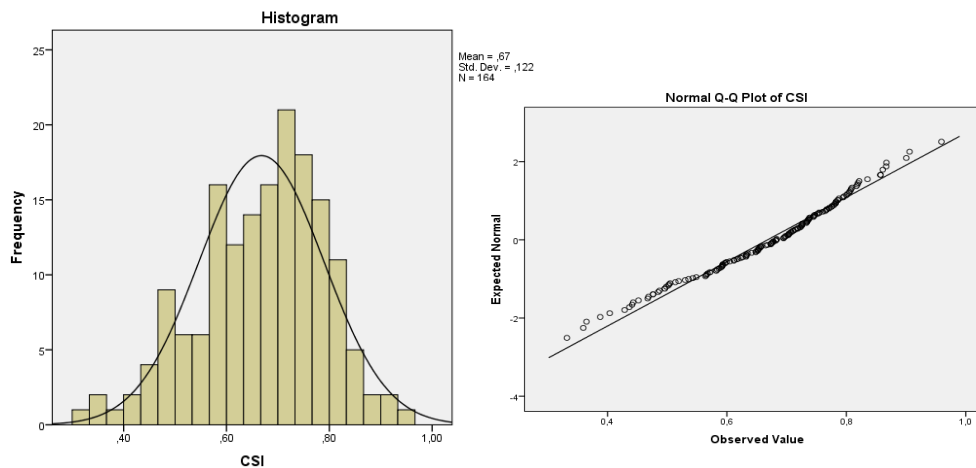 Histogram
Mean = ,67
Std. Dev. = ,122
N = 164
25
20
15
10
5
0
Frequency
,40 ,60 ,80 1,00
CSI
Normal Q-Q Plot of CSI
2
0
-2
-4
Expected Normal
0,4 0,6 0,8 1,0
Observed Value